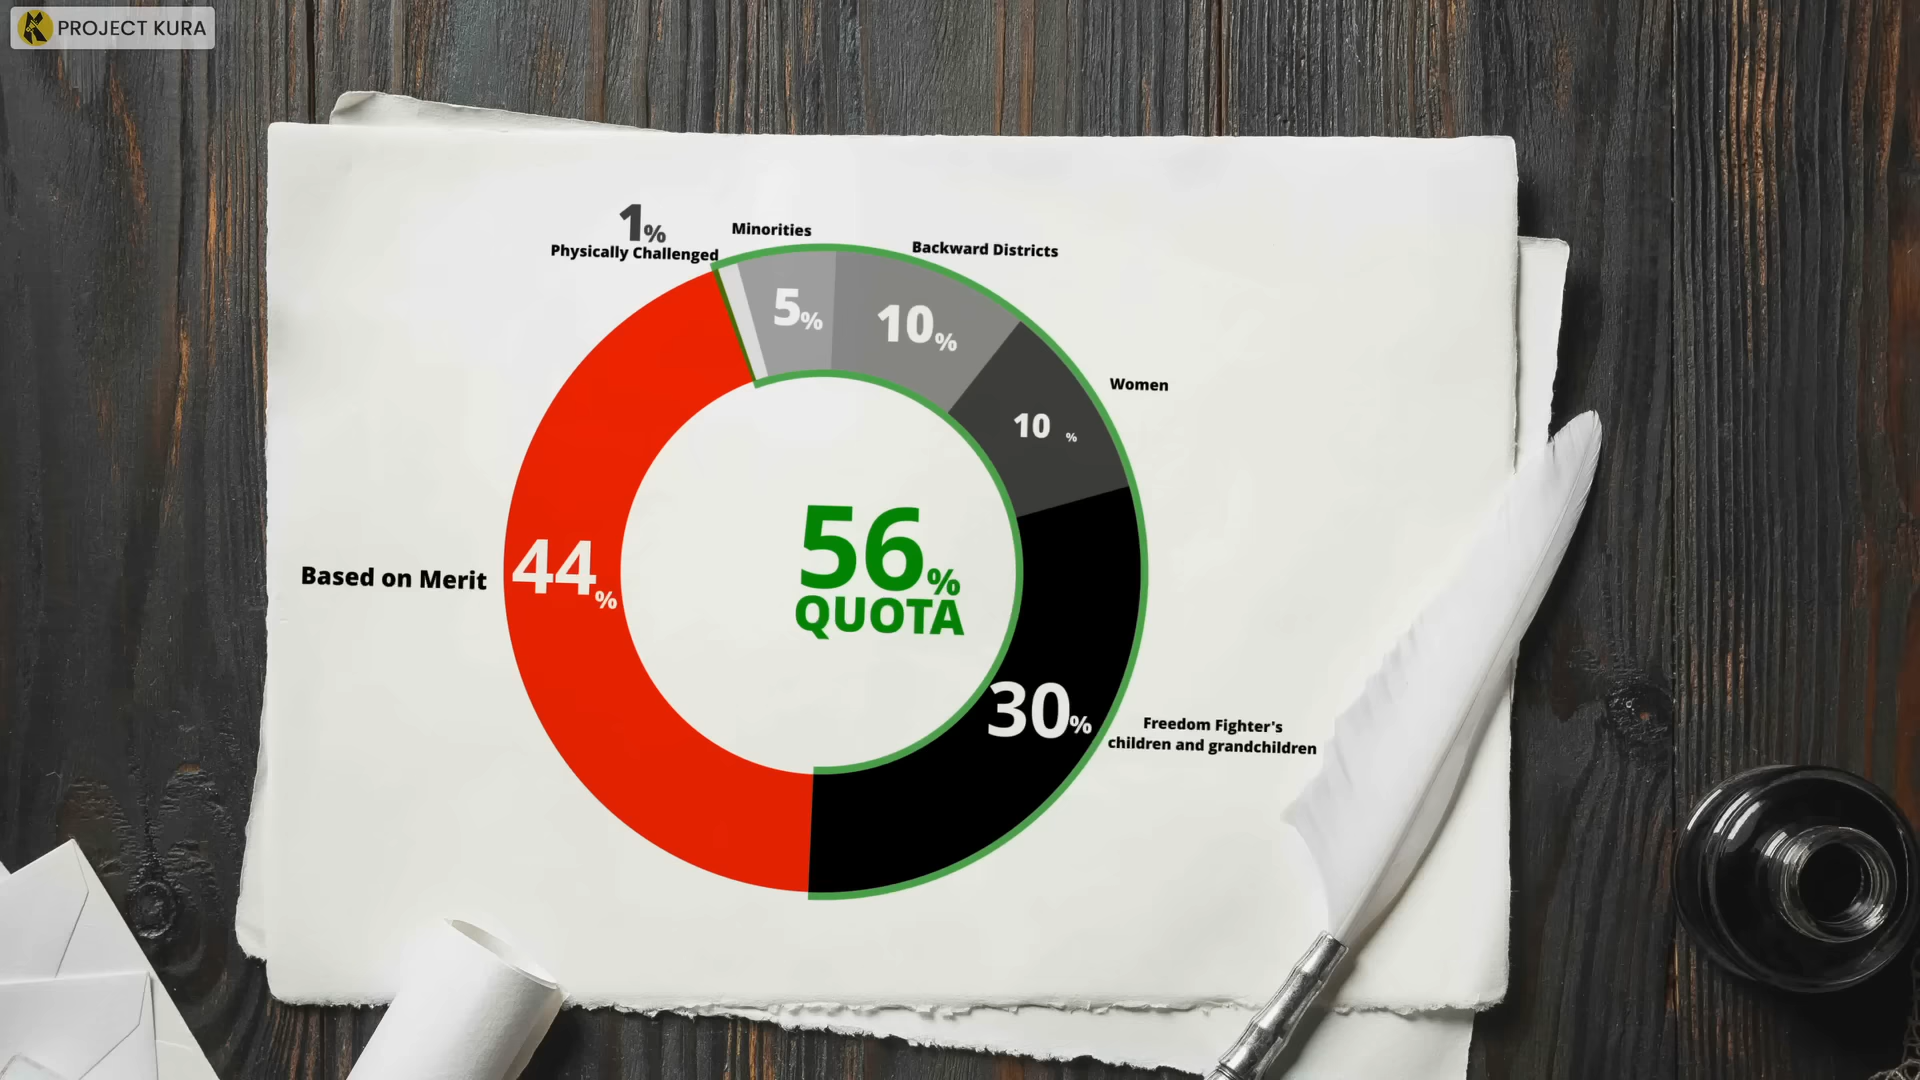 PROJECT KURA
1%
Physically Challenged
Minorities
Backward Districts
5%
10%
Women
10 %
56%
QUOTA
Based on Merit
44%
30%
Freedom Fighter's
children and grandchildren